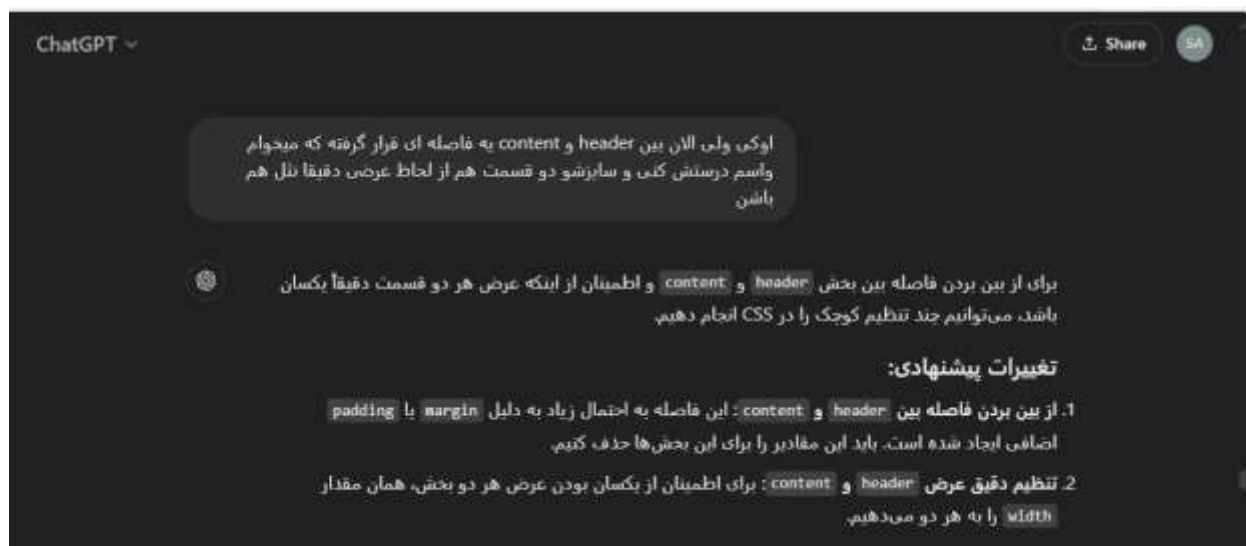 ChatGPT
Share
SA
اوکی ولی الان بین header و content یه فاصله ای قرار گرفته که میخوام
واسم درستش کنی و سایزشو دو قسمت هم از لحاظ عرضی دقیقا نثل هم
باشن
برای از بین بردن فاصله بین بخش header و content و اطمینان از اینکه عرض هر دو قسمت دقیقاً یکسان
باشد، می‌توانیم چند تنظیم کوچک را در CSS انجام دهیم.
تغییرات پیشنهادی:
1. از بین بردن فاصله بین header و content: این فاصله به احتمال زیاد به دلیل margin یا padding
اضافی ایجاد شده است. باید این مقادیر را برای این بخش‌ها حذف کنیم.
2. تنظیم دقیق عرض header و content: برای اطمینان از یکسان بودن عرض هر دو بخش، همان مقدار
width را به هر دو می‌دهیم.